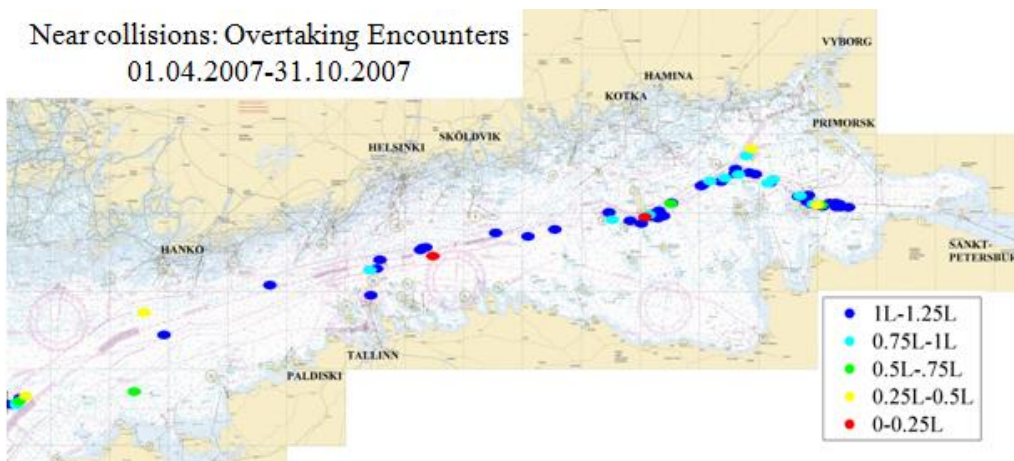 Near collisions: Overtaking Encounters
01.04.2007-31.10.2007
VYBORG
HAMINA
KOTKA
PRIMORSK
SKÖLDVIK
HELSINKI
HANKO
SANKT-
PETERSBUR
TALLINN
PALDISKI
1L-1.25L
0.75L-1L
0.5L-.75L
0.25L-0.5L
0-0.25L